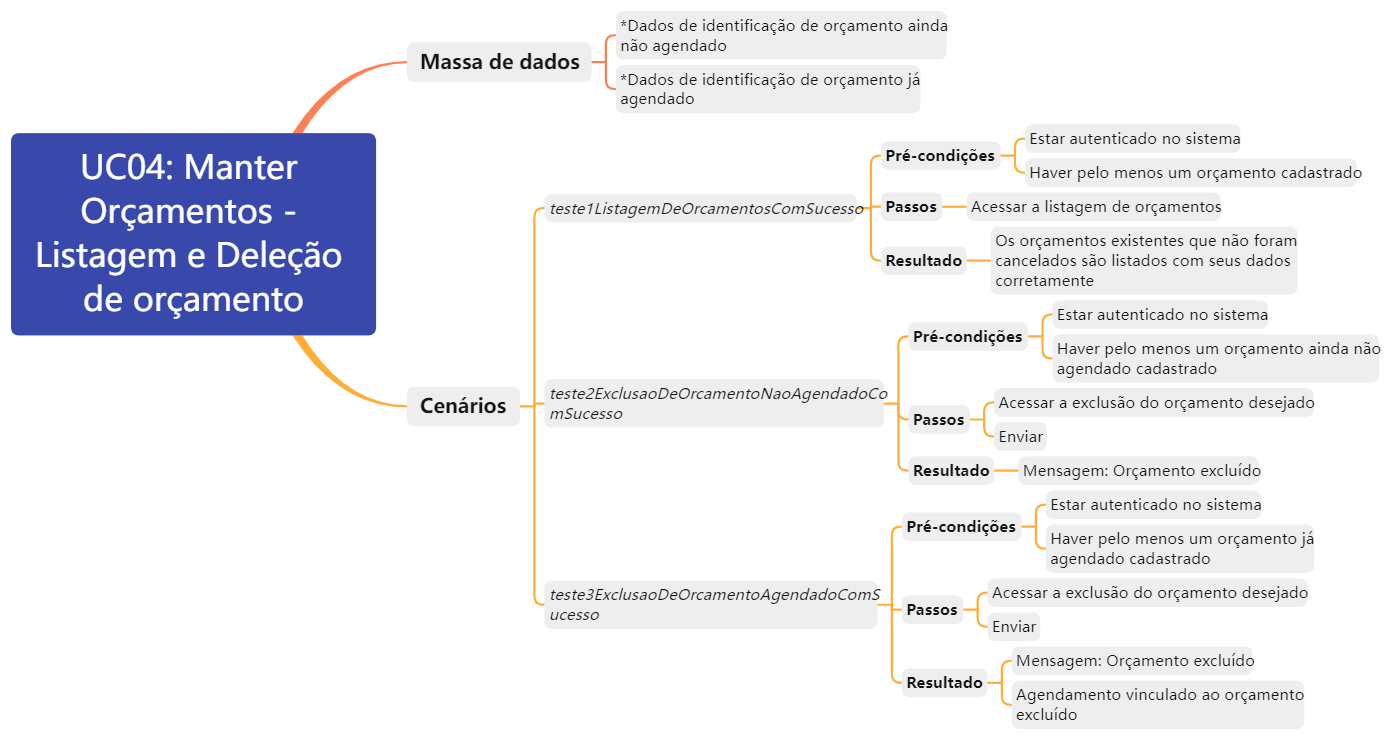 UC04: Manter
Orçamentos -
Listagem e Deleção
de orçamento
Massa de dados
*Dados de identificação de orçamento ainda
não agendado
*Dados de identificação de orçamento já
agendado
Cenários
teste1ListagemDeOrcamentosComSucesso
Pré-condições
Estar autenticado no sistema
Haver pelo menos um orçamento cadastrado
Passos
Acessar a listagem de orçamentos
Resultado
Os orçamentos existentes que não foram
cancelados são listados com seus dados
corretamente
teste2ExclusaoDeOrcamentoNaoAgendadoCo
mSucesso
Pré-condições
Estar autenticado no sistema
Haver pelo menos um orçamento ainda não
agendado cadastrado
Passos
Acessar a exclusão do orçamento desejado
Enviar
Resultado
Mensagem: Orçamento excluído
teste3ExclusaoDeOrcamentoAgendadoComS
ucesso
Pré-condições
Estar autenticado no sistema
Haver pelo menos um orçamento já
agendado cadastrado
Passos
Acessar a exclusão do orçamento desejado
Enviar
Resultado
Mensagem: Orçamento excluído
Agendamento vinculado ao orçamento
excluído